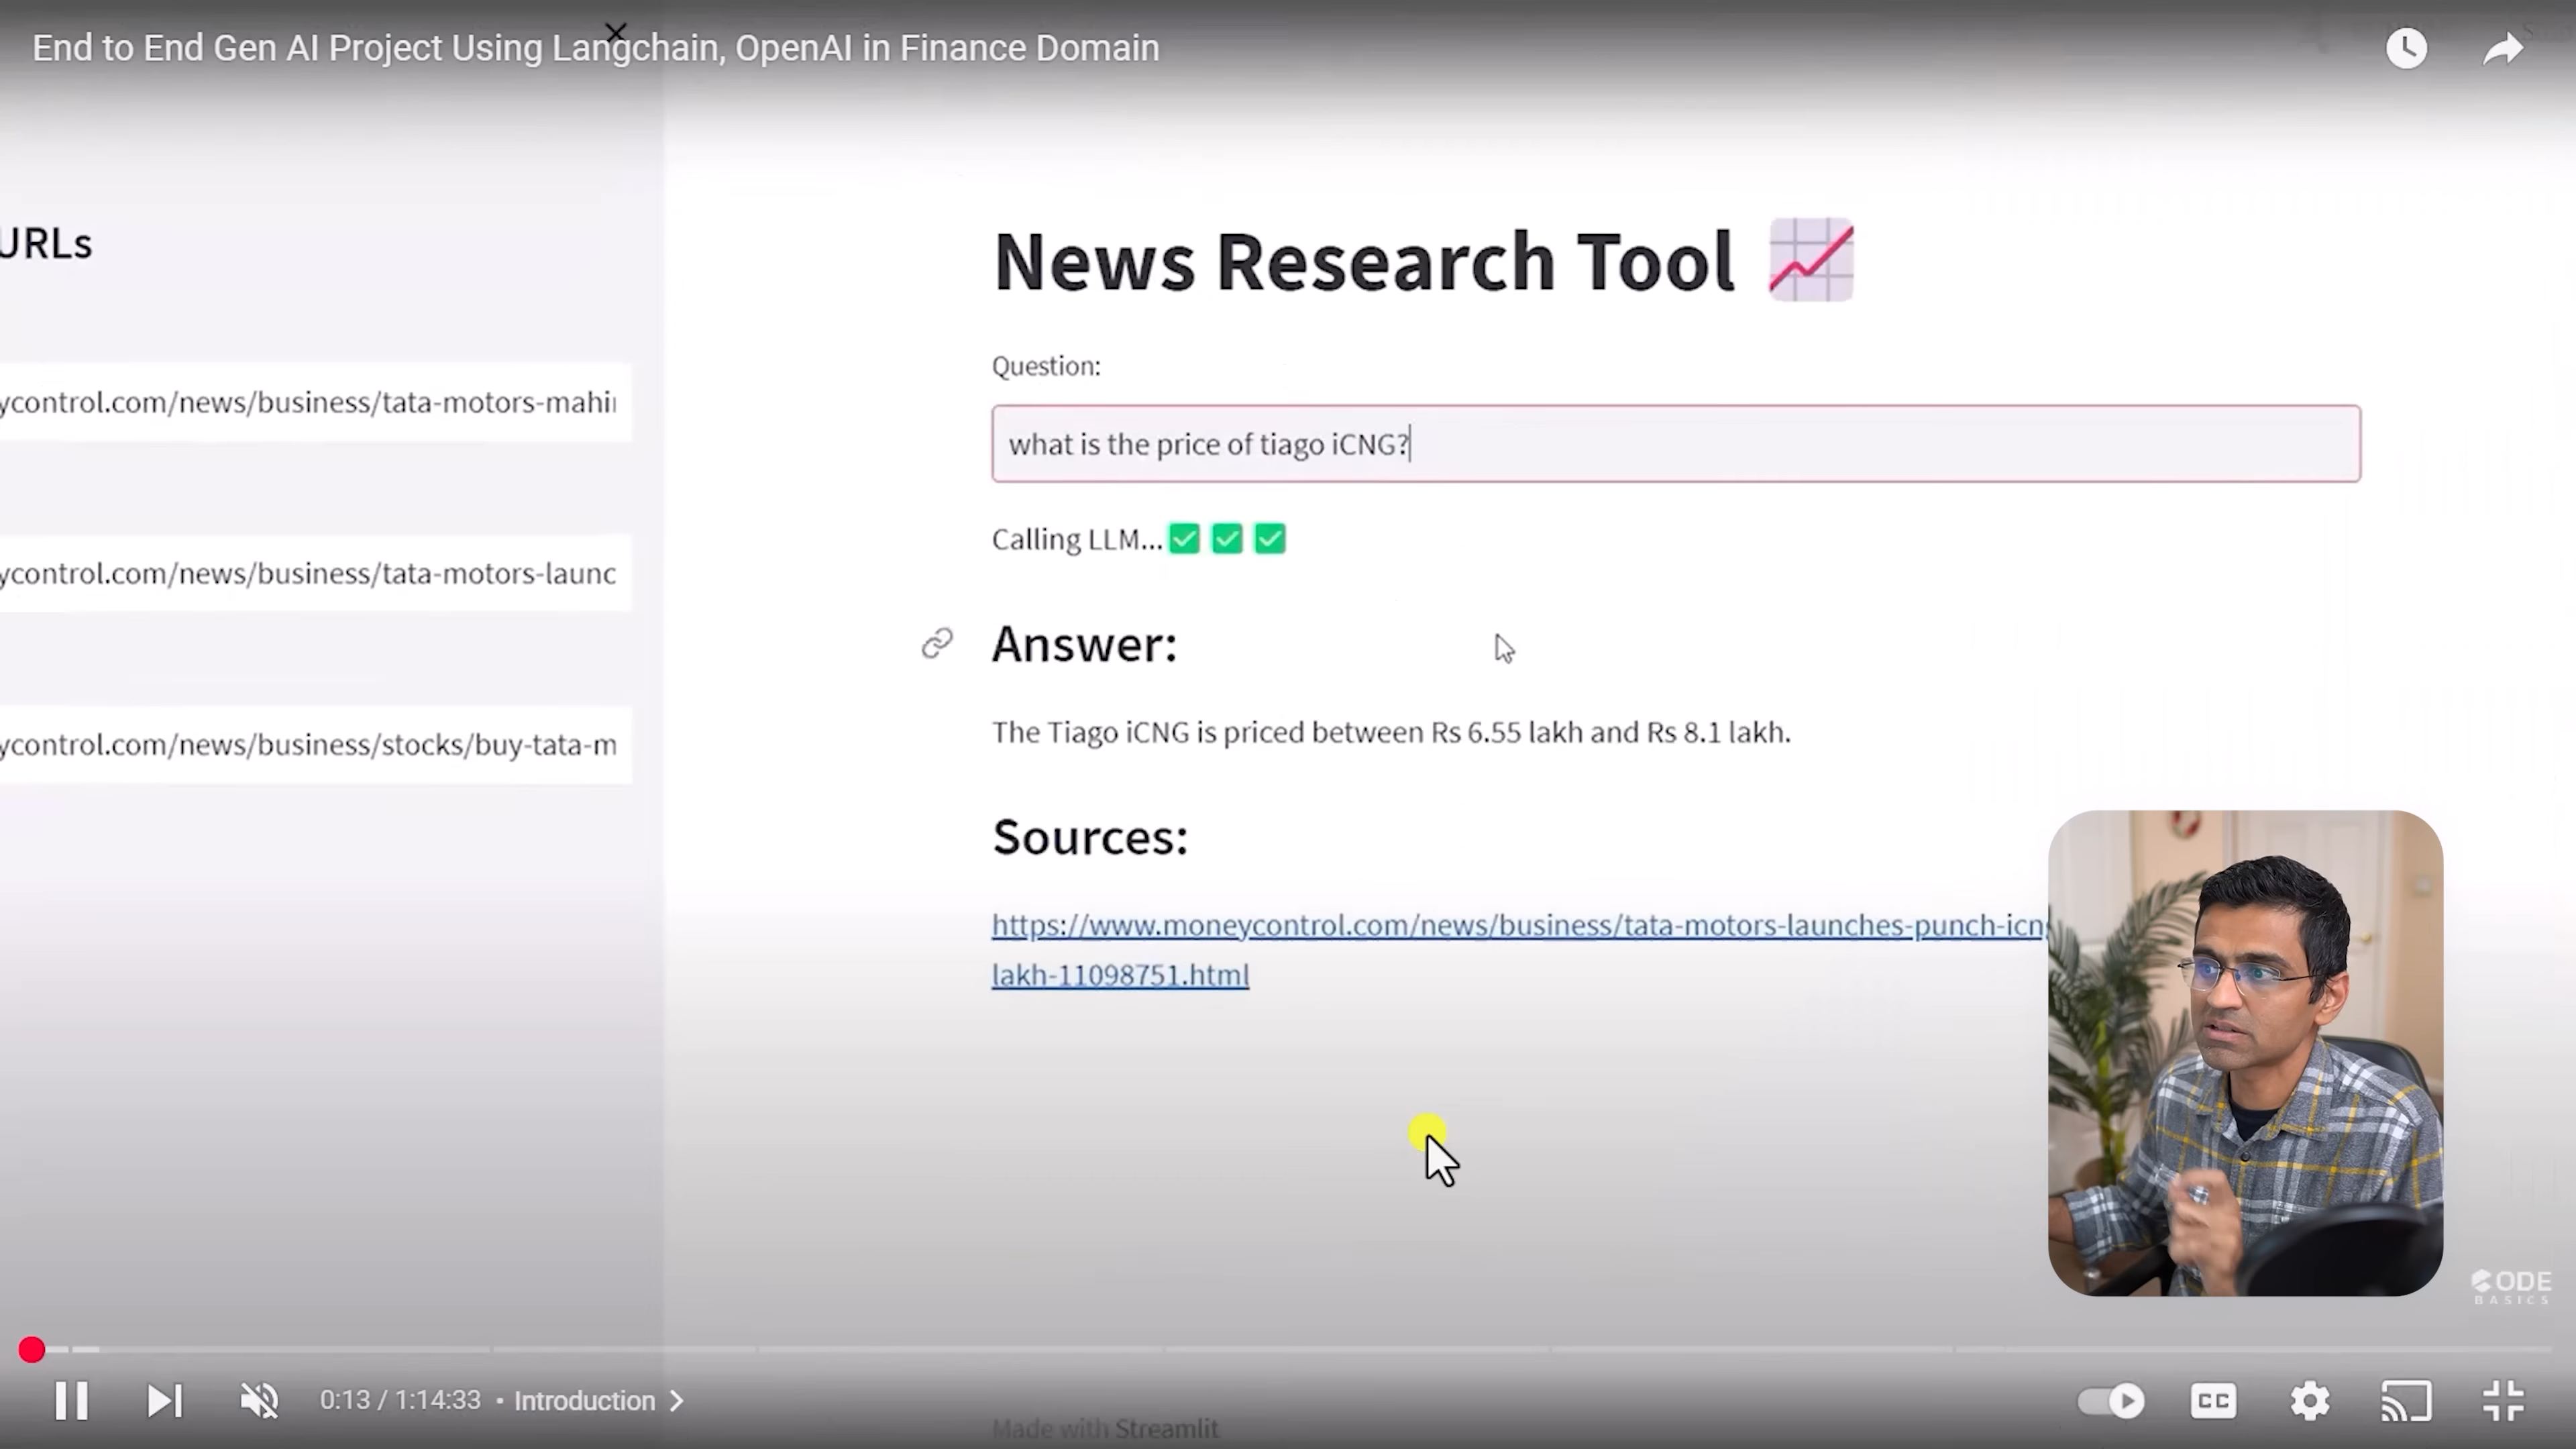 End to End Gen AI Project Using Langchain, OpenAI in Finance Domain
URLs
ycontrol.com/news/business/tata-motors-mahi
ycontrol.com/news/business/tata-motors-launc
ycontrol.com/news/business/stocks/buy-tata-m
News Research Tool
Question:
what is the price of tiago iCNG?
Calling LLM...
Answer:
The Tiago iCNG is priced between Rs 6.55 lakh and Rs 8.1 lakh.
Sources:
https://www.moneycontrol.com/news/business/tata-motors-launches-punch-icng
lakh-11098751.html
CODE
BASICS
0:13 / 1:14:33 • Introduction
CC
Made with Streamlit